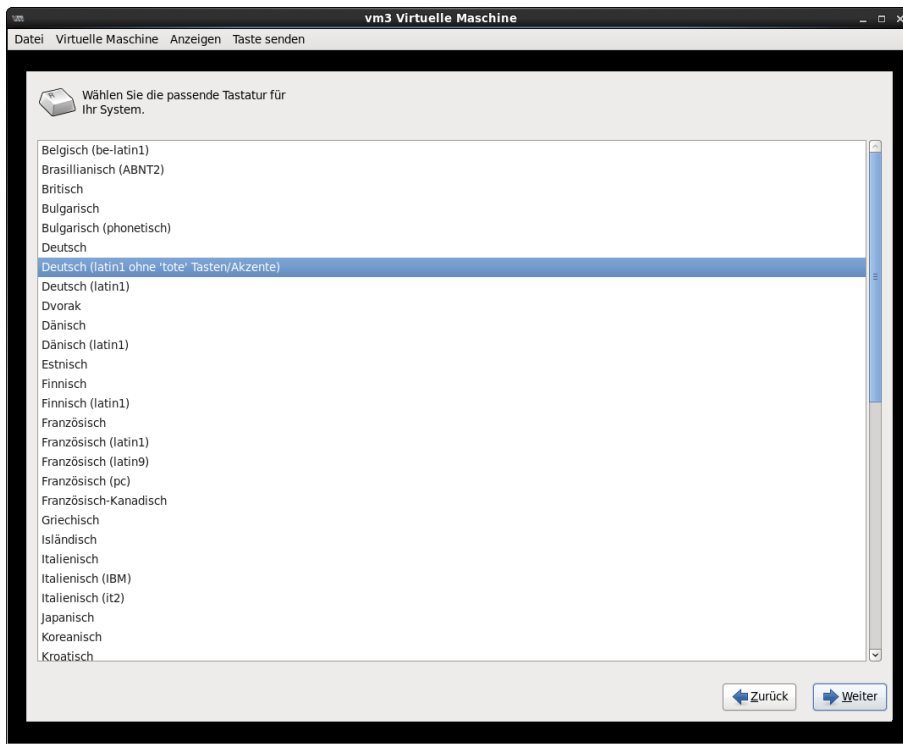 vm3 Virtuelle Maschine
Datei Virtuelle Maschine Anzeigen Taste senden
Wählen Sie die passende Tastatur für
Ihr System.
Belgisch (be-latin1)
Brasillianisch (ABNT2)
Britisch
Bulgarisch
Bulgarisch (phonetisch)
Deutsch
Deutsch (latin1 ohne 'tote' Tasten/Akzente)
Deutsch (latin1)
Dvorak
Dänisch
Dänisch (latin1)
Estnisch
Finnisch
Finnisch (latin1)
Französisch
Französisch (latin1)
Französisch (latin9)
Französisch (pc)
Französisch-Kanadisch
Griechisch
Isländisch
Italienisch
Italienisch (IBM)
Italienisch (it2)
Japanisch
Koreanisch
Kroatisch
Zurück Weiter